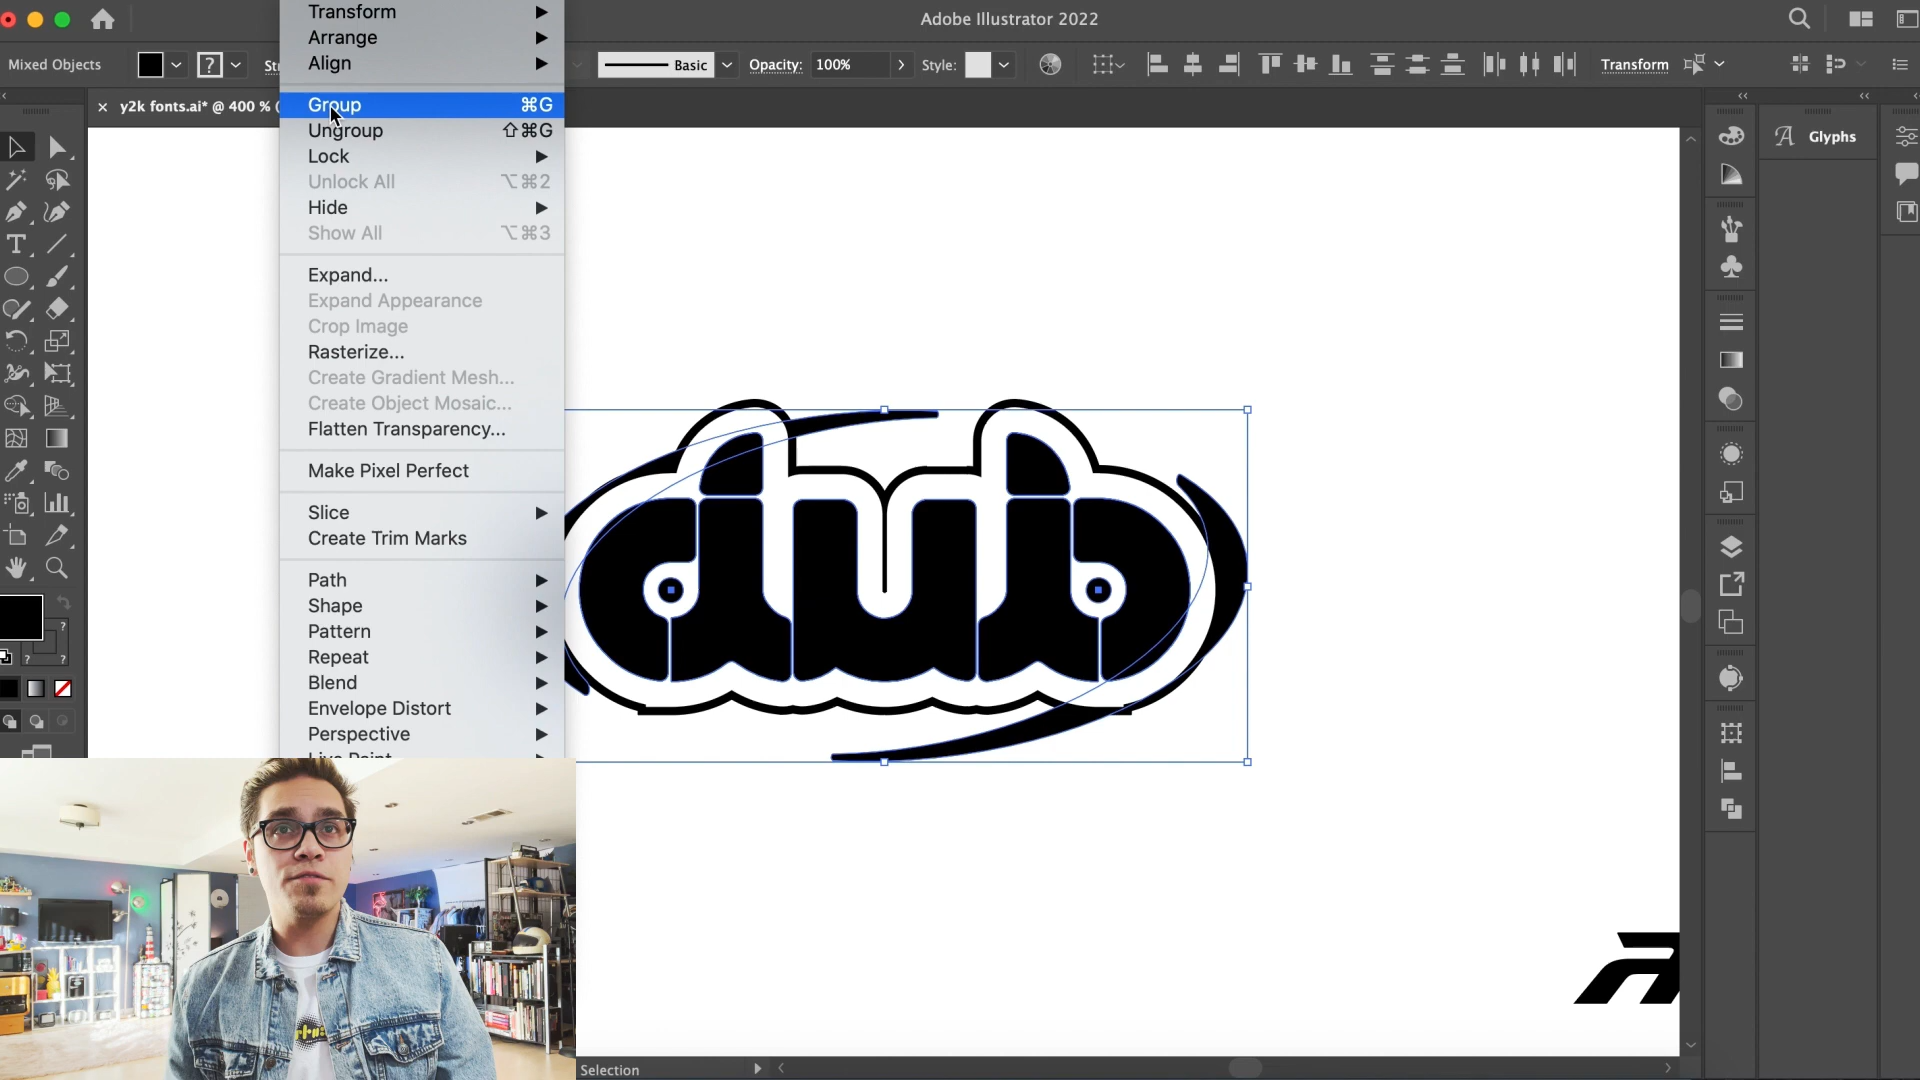 Adobe Illustrator 2022
Mixed Objects
?
Basic
Opacity:
100%
Style:
Transform
y2k fonts.ai* @ 400 %
Transform
Arrange
Align
Group ⌘G
Ungroup ⇧⌘G
Lock
Unlock All ⌥⌘2
Hide
Show All ⌥⌘3
Expand...
Expand Appearance
Crop Image
Rasterize...
Create Gradient Mesh...
Create Object Mosaic...
Flatten Transparency...
Make Pixel Perfect
Slice
Create Trim Marks
Path
Shape
Pattern
Repeat
Blend
Envelope Distort
Perspective
Live Paint
Glyphs
dub
Selection